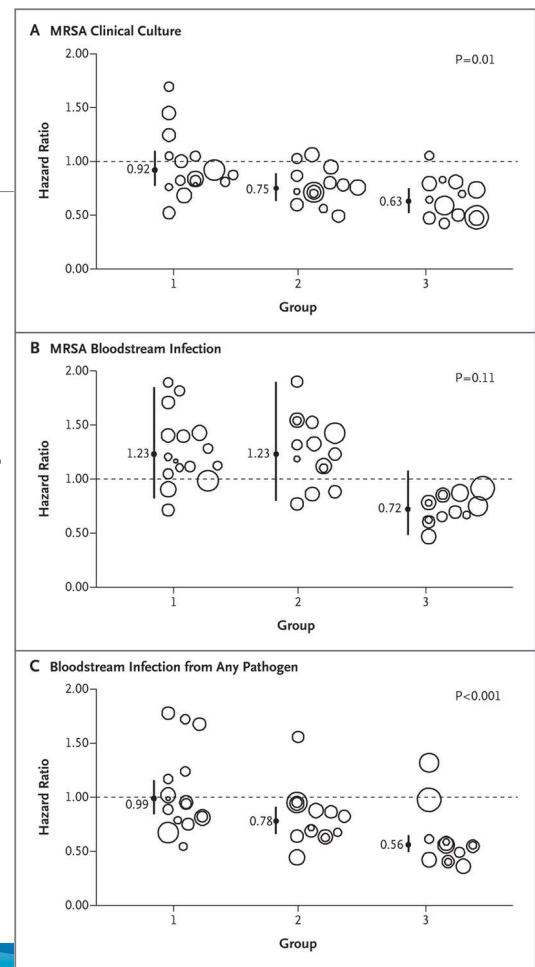 A MRSA Clinical Culture
2.00
P=0.01
1.50
1.00
0.92
0.75
0.63
0.50
0.00
Hazard Ratio
1 2 3
Group
B MRSA Bloodstream Infection
2.00
P=0.11
1.50
1.23
1.23
1.00
0.72
0.50
0.00
Hazard Ratio
1 2 3
Group
C Bloodstream Infection from Any Pathogen
2.00
P<0.001
1.50
1.00
0.99
0.78
0.56
0.50
0.00
Hazard Ratio
1 2 3
Group